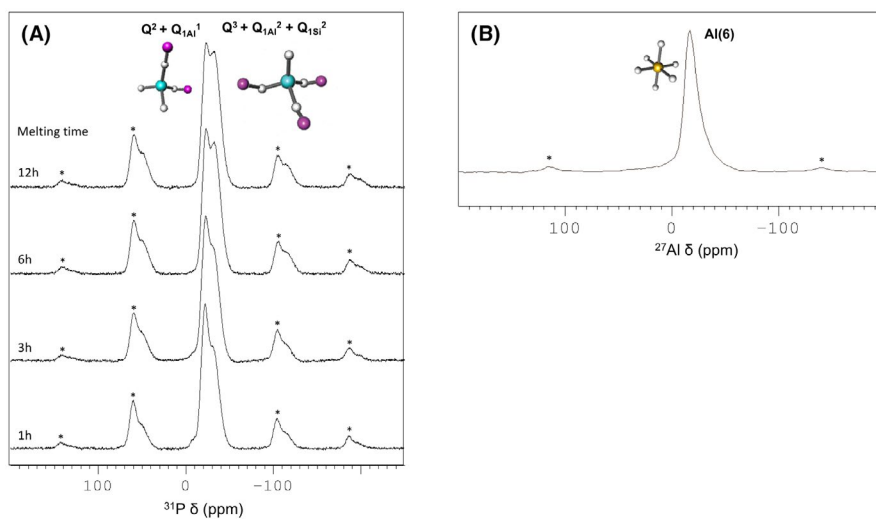 (A)
Q² + Q₁Al¹ Q³ + Q₁Al² + Q₁Si²
Melting time
12h
* * * *
6h
* * * *
3h
* * * *
1h
* * * *
100 0 -100
³¹P δ (ppm)
(B)
Al(6)
* *
100 0 -100
²⁷Al δ (ppm)